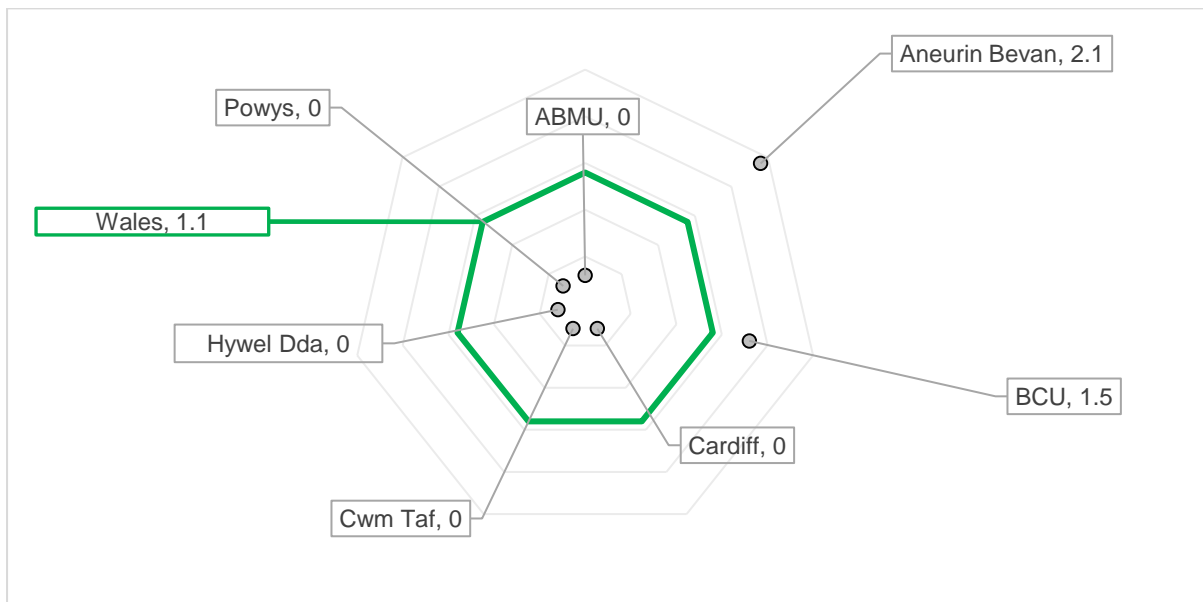 Aneurin Bevan, 2.1
Powys, 0
ABMU, 0
Wales, 1.1
Hywel Dda, 0
BCU, 1.5
Cardiff, 0
Cwm Taf, 0